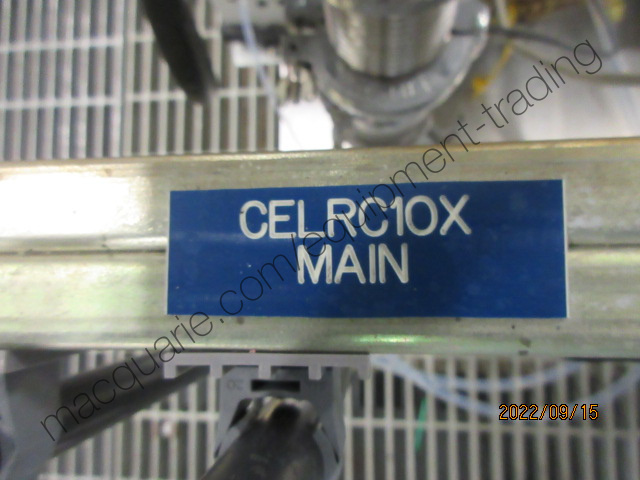 CELRC10X
MAIN
macquarie.com/equipment-trading
2022/09/15